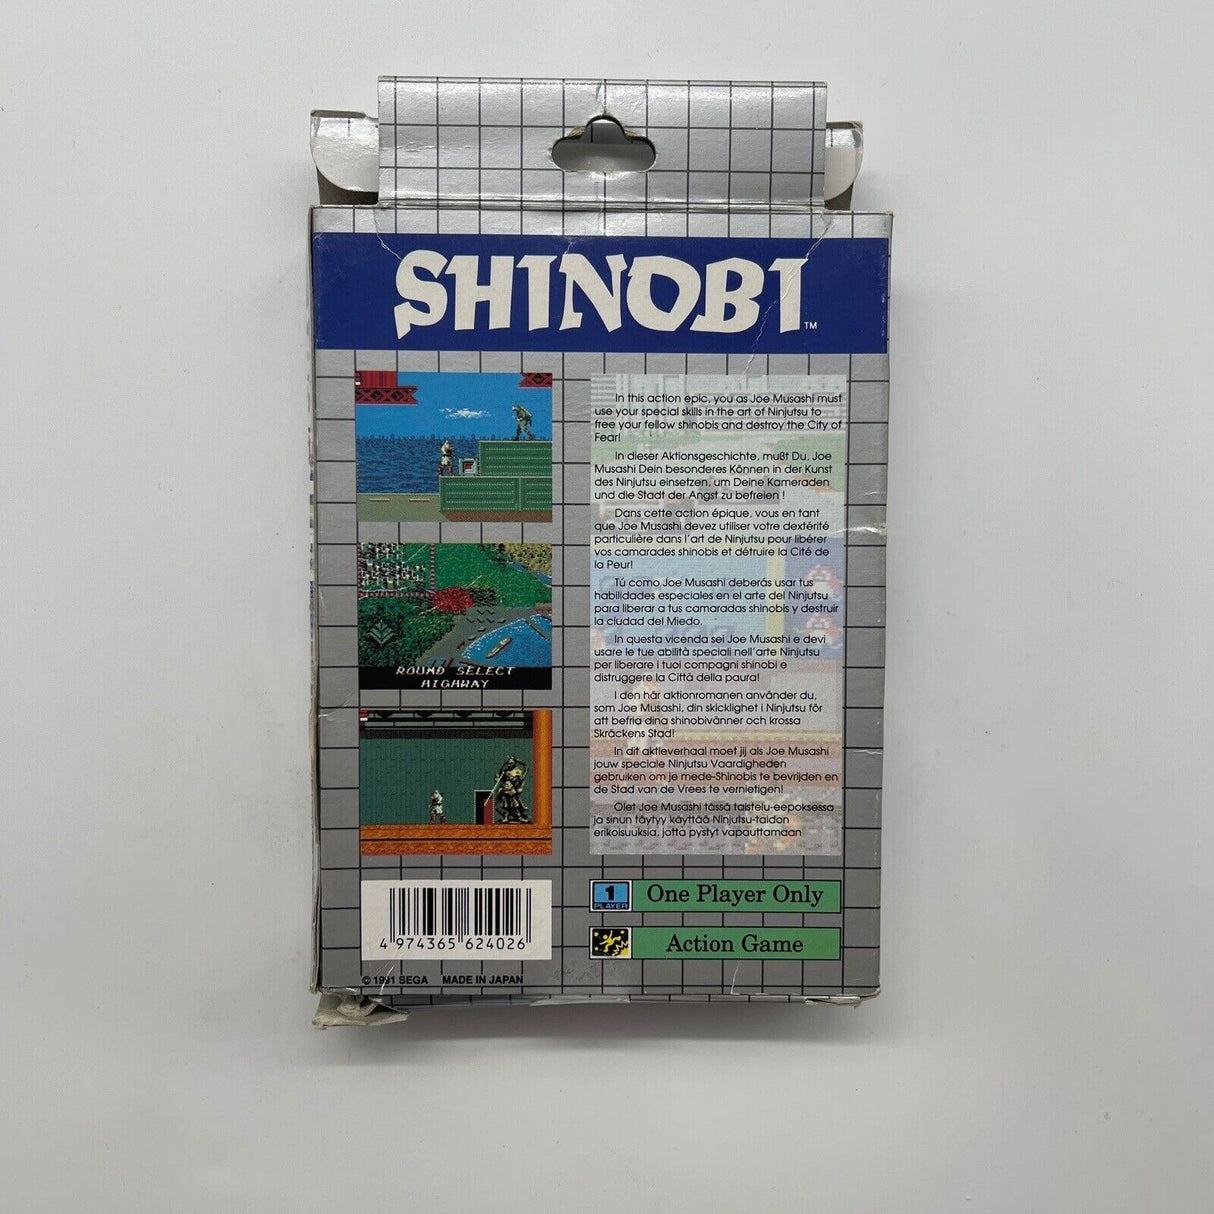 SHINOBI
TM
In this action epic, you as Joe Musashi must
use your special skills in the art of Ninjutsu to
free your fellow shinobis and destroy the City of
Fear!
In dieser Aktionsgeschichte, mußt Du, Joe
Musashi Dein besonderes Können in der Kunst
des Ninjutsu einsetzen, um Deine Kameraden
und die Stadt der Angst zu befreien !
Dans cette action épique, vous en tant
que Joe Musashi devez utiliser votre dextérité
particulière dans l'art de Ninjutsu pour libérer
vos camarades shinobis et détruire la Cité de
la Peur!
Tú como Joe Musashi deberás usar tus
habilidades especiales en el arte del Ninjutsu
para liberar a tus camaradas shinobis y destruir
la ciudad del Miedo.
In questa vicenda sei Joe Musashi e devi
usare le tue abilità speciali nell'arte Ninjutsu
per liberare i tuoi compagni shinobi e
distruggere la Città della paura!
I den här aktionromanen använder du,
som Joe Musashi, din skicklighet i Ninjutsu för
att befria dina shinobivänner och krossa
Skräckens Stad!
In dit aktieverhaal moet jij als Joe Musashi
jouw speciale Ninjutsu Vaardigheden
gebruiken om je mede-Shinobis te bevrijden en
de Stad van de Vrees te vernietigen!
Olet Joe Musashi tässä taistelu-eepoksessa
ja sinun täytyy käyttää Ninjutsu-taidon
erikoisuuksia, jotta pystyt vapauttamaan
ROUND SELECT
HIGHWAY
1 PLAYER
One Player Only
Action Game
4 974365 624026
© 1991 SEGA MADE IN JAPAN